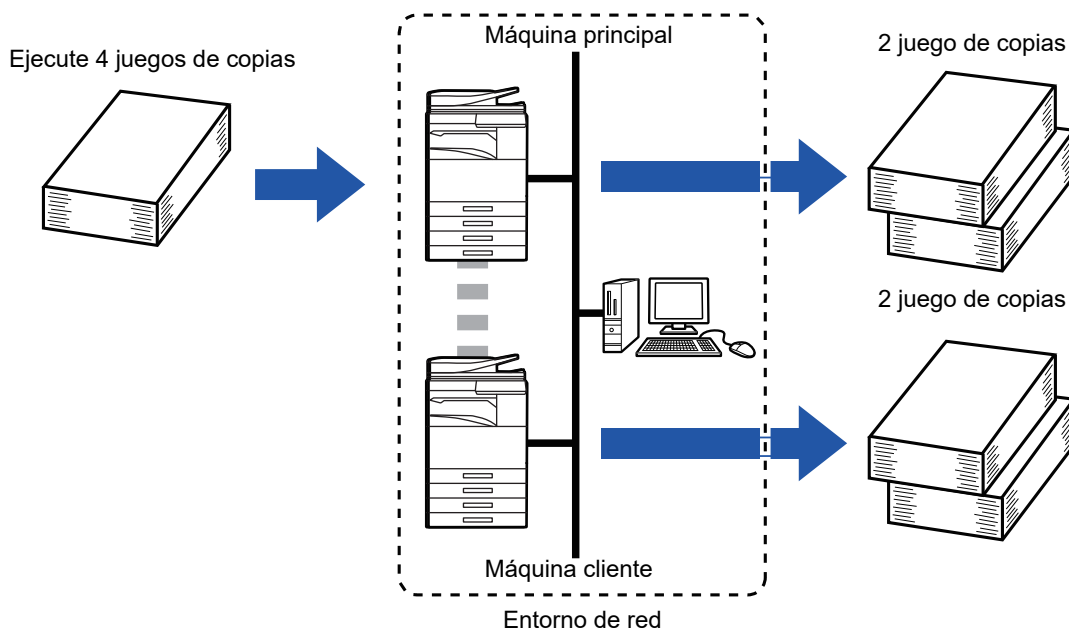 Ejecute 4 juegos de copias
Máquina principal
2 juego de copias
2 juego de copias
Máquina cliente
Entorno de red